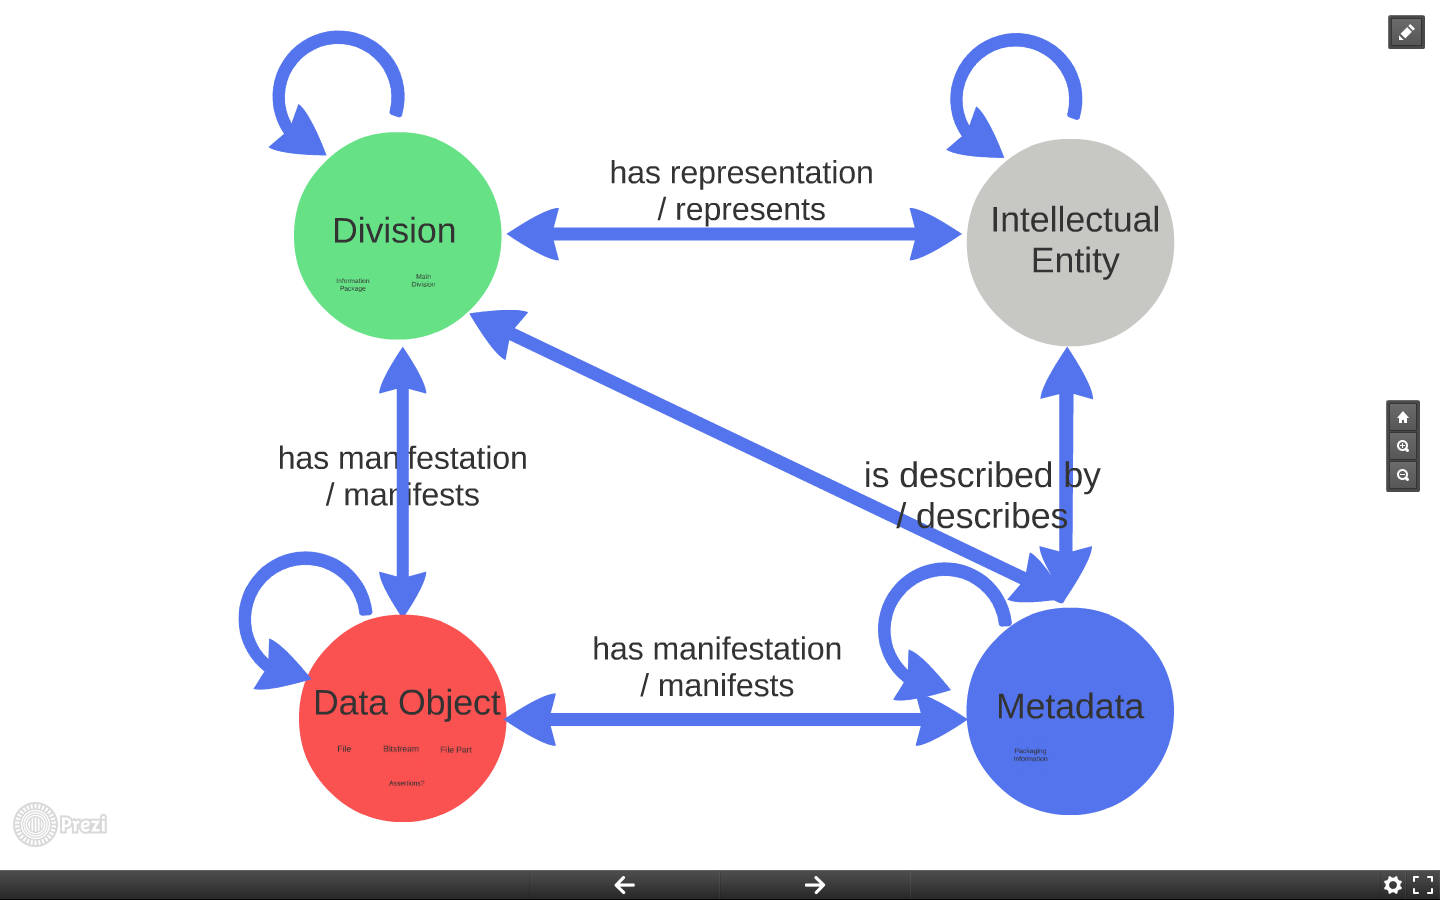 has representation
/ represents
Division
Intellectual
Entity
Information
Package
Main
Division
has manifestation
/ manifests
is described by
/ describes
has manifestation
/ manifests
Data Object
Metadata
File
Bitstream
File Part
Assertions?
Packaging
Information
Prezi